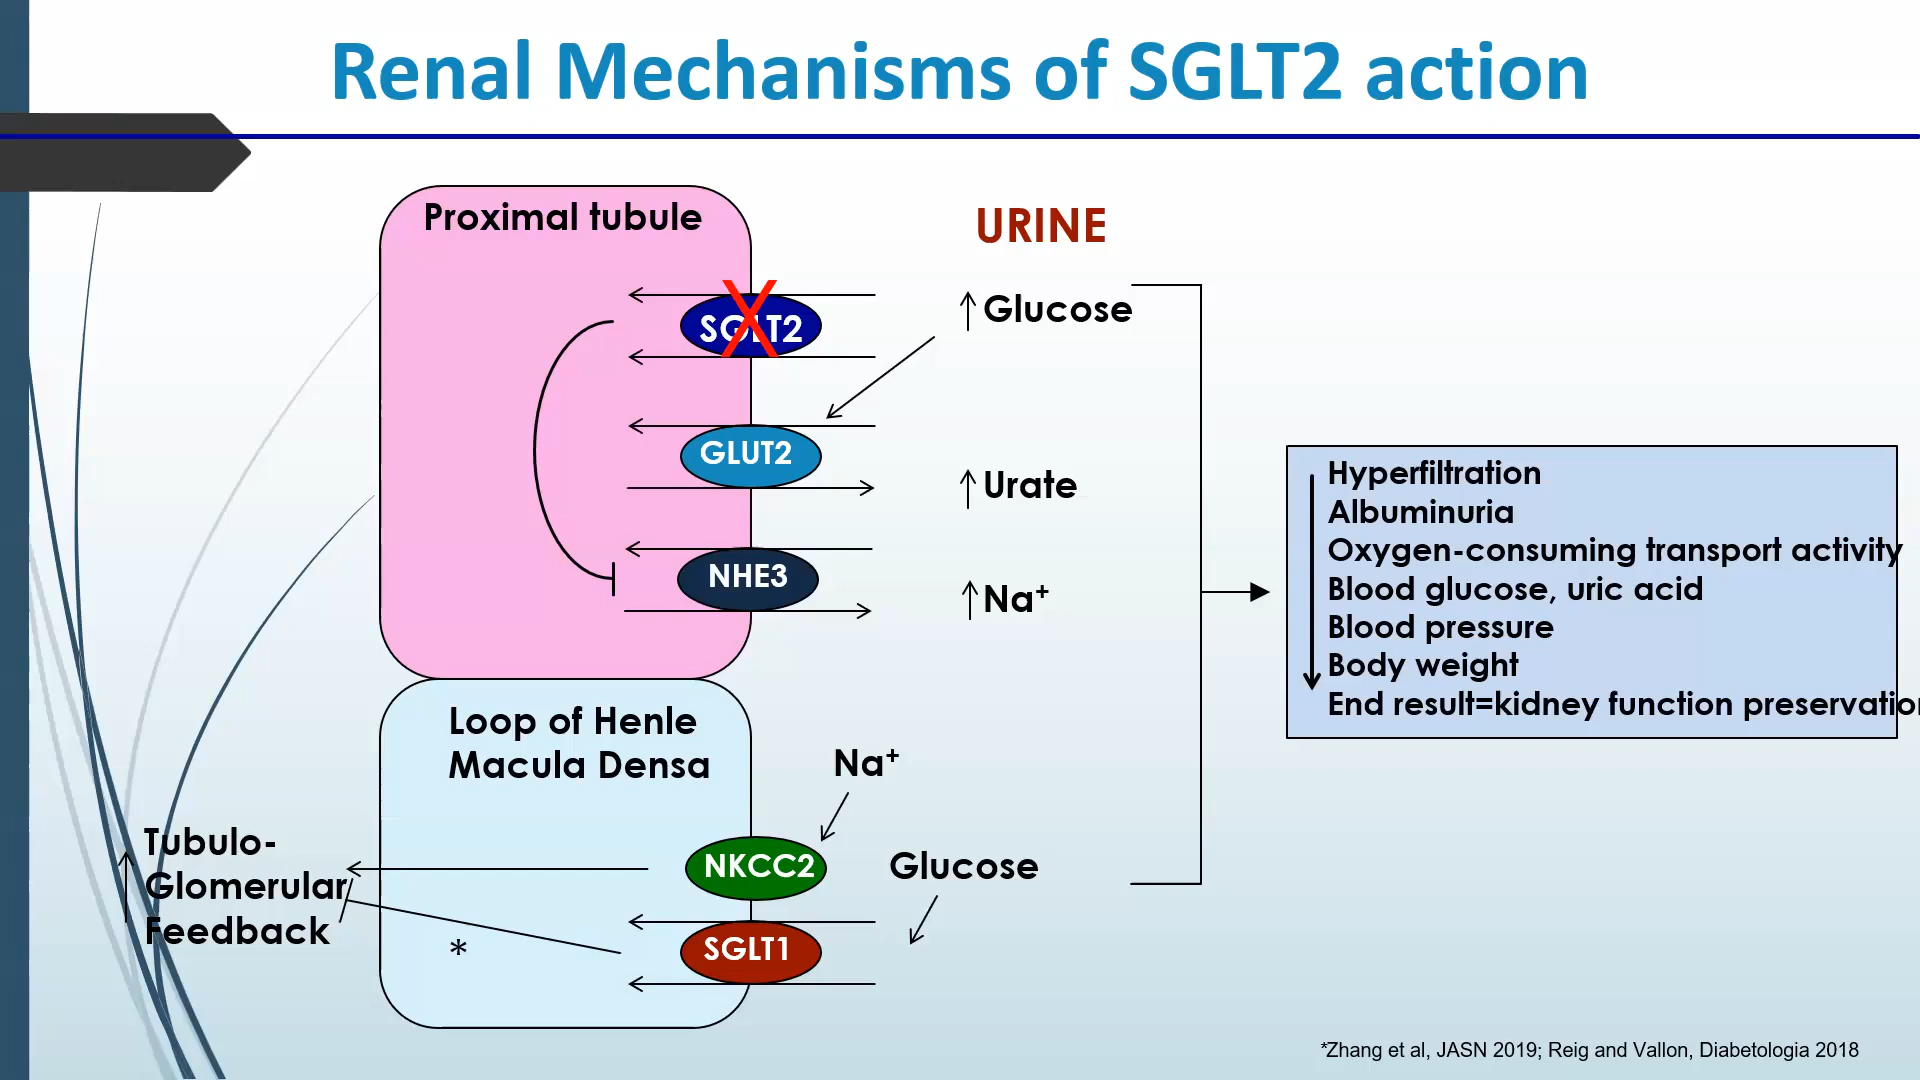 Renal Mechanisms of SGLT2 action
Proximal tubule
URINE
SGLT2
X
Glucose
GLUT2
Urate
NHE3
Na⁺
Hyperfiltration
Albuminuria
Oxygen-consuming transport activity
Blood glucose, uric acid
Blood pressure
Body weight
End result=kidney function preservation
Loop of Henle
Macula Densa
Na⁺
NKCC2
Glucose
Tubulo-
Glomerular
Feedback
*
SGLT1
*Zhang et al, JASN 2019; Reig and Vallon, Diabetologia 2018